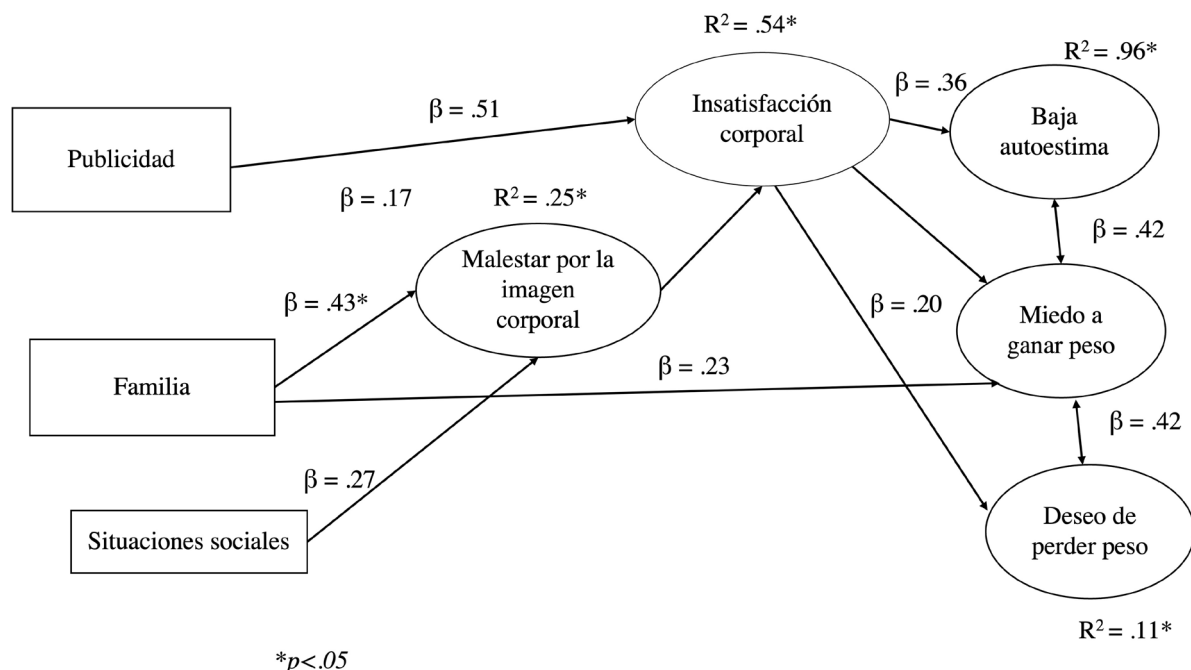 R² = .54*
R² = .96*
Insatisfacción
corporal
β = .36
Baja
autoestima
β = .51
Publicidad
β = .17
R² = .25*
Malestar por la
imagen
corporal
β = .42
β = .43*
β = .20
Miedo a
ganar peso
Familia
β = .23
β = .42
β = .27
Situaciones sociales
Deseo de
perder peso
R² = .11*
*p<.05